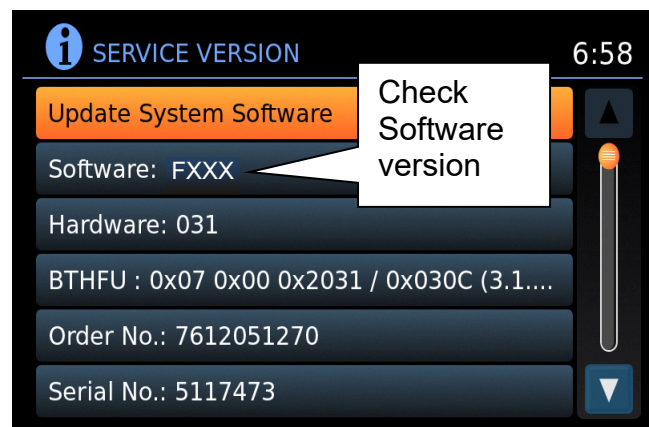 SERVICE VERSION
6:58
Update System Software
Check
Software
version
Software: FXXX
Hardware: 031
BTHFU : 0x07 0x00 0x2031 / 0x030C (3.1....
Order No.: 7612051270
Serial No.: 5117473